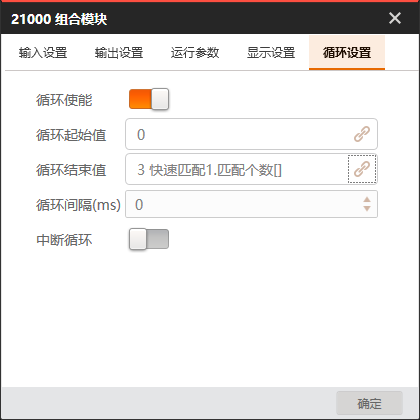 21000 组合模块
输入设置 输出设置 运行参数 显示设置 循环设置
循环使能
循环起始值 0
循环结束值 3 快速匹配1.匹配个数[]
循环间隔(ms) 0
中断循环
确定